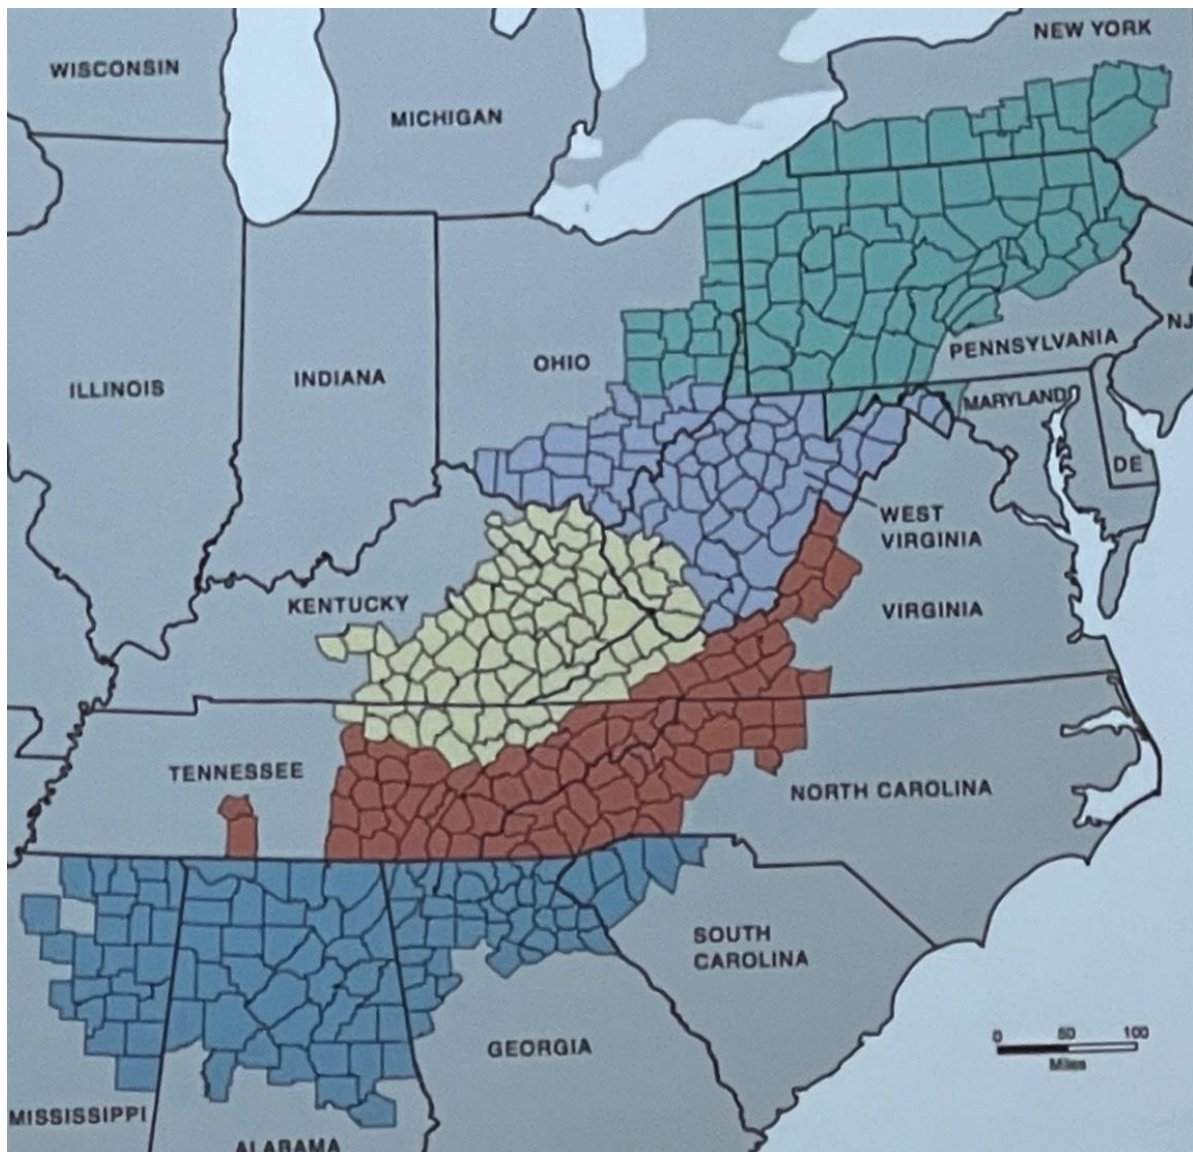 NEW YORK
WISCONSIN
MICHIGAN
NJ
PENNSYLVANIA
OHIO
INDIANA
ILLINOIS
MARYLAND
DE
WEST
VIRGINIA
KENTUCKY
VIRGINIA
TENNESSEE
NORTH CAROLINA
SOUTH
CAROLINA
GEORGIA
0 50 100
Miles
MISSISSIPPI
ALABAMA